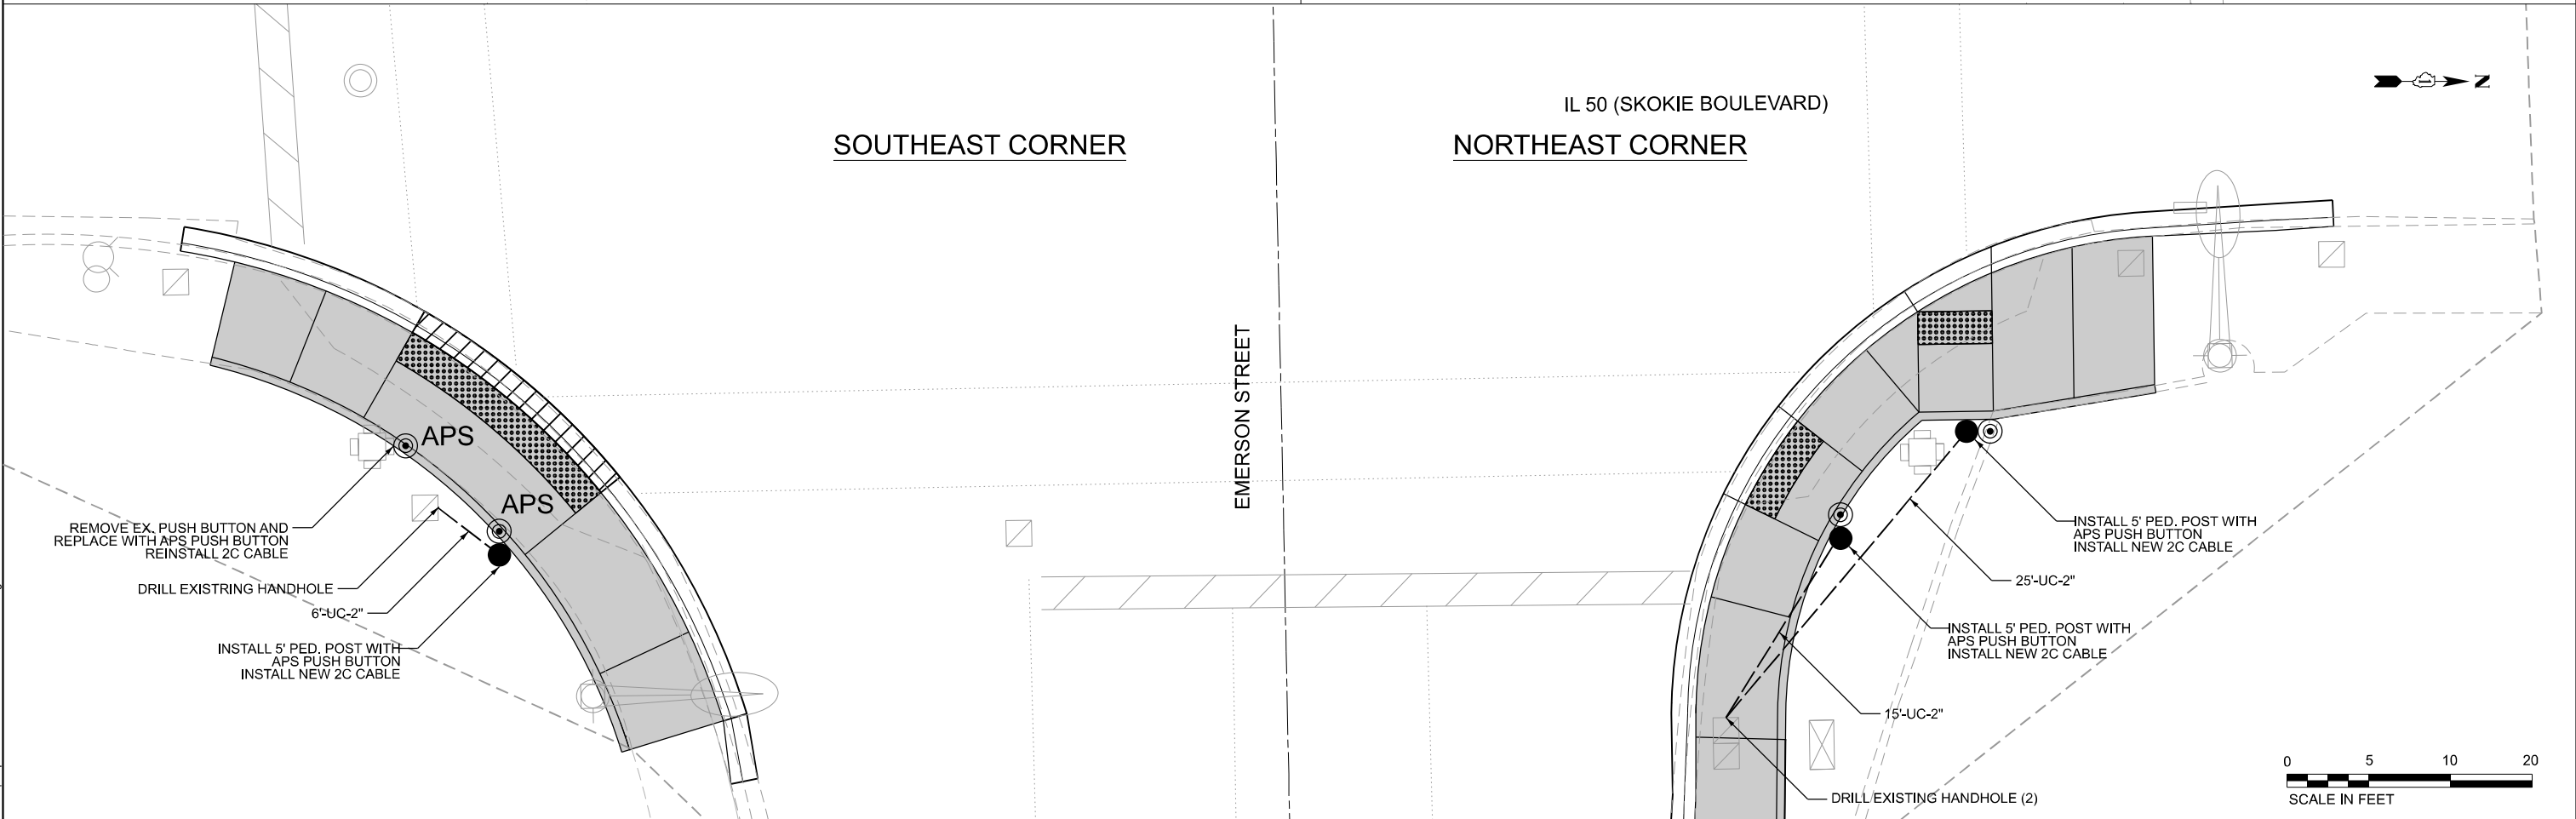 IL 50 (SKOKIE BOULEVARD)
N
SOUTHEAST CORNER
NORTHEAST CORNER
EMERSON STREET
APS
APS
REMOVE EX. PUSH BUTTON AND
REPLACE WITH APS PUSH BUTTON
REINSTALL 2C CABLE
DRILL EXISTRING HANDHOLE
6'-UC-2"
INSTALL 5' PED. POST WITH
APS PUSH BUTTON
INSTALL NEW 2C CABLE
INSTALL 5' PED. POST WITH
APS PUSH BUTTON
INSTALL NEW 2C CABLE
25'-UC-2"
INSTALL 5' PED. POST WITH
APS PUSH BUTTON
INSTALL NEW 2C CABLE
15'-UC-2"
DRILL EXISTING HANDHOLE (2)
0 5 10 20
SCALE IN FEET